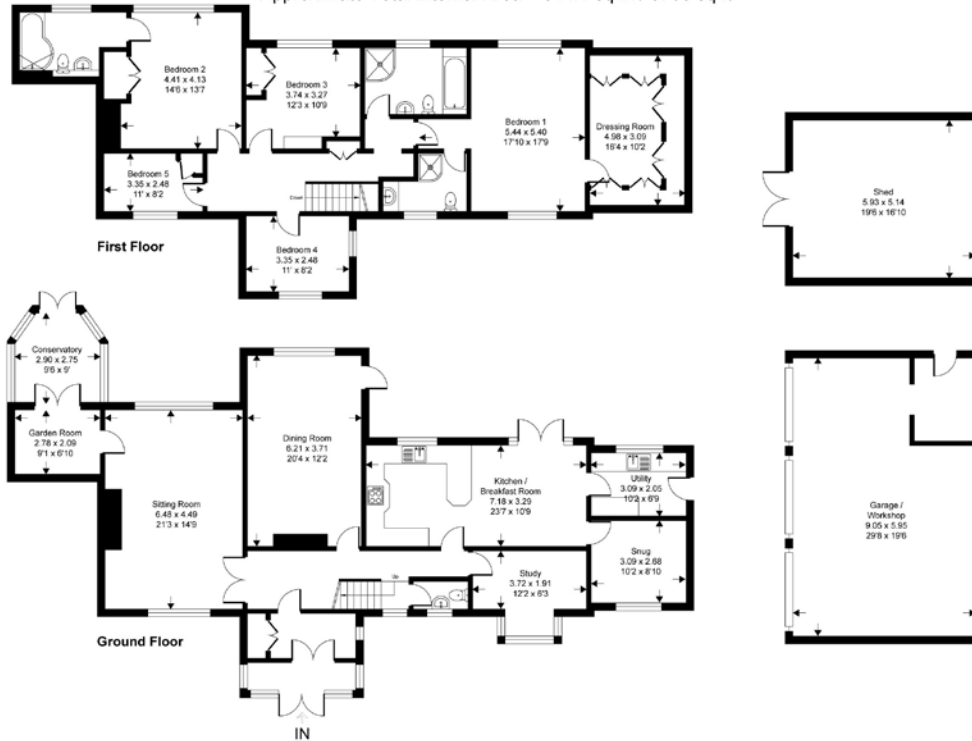 Bedroom 2
4.41 x 4.13
14'6 x 13'7
Bedroom 3
3.74 x 3.27
12'3 x 10'9
Bedroom 1
5.44 x 5.40
17'10 x 17'9
Dressing Room
4.98 x 3.09
16'4 x 10'2
Bedroom 5
3.35 x 2.48
11' x 8'2
Bedroom 4
3.35 x 2.48
11' x 8'2
First Floor
Shed
5.93 x 5.14
19'6 x 16'10
Conservatory
2.90 x 2.75
9'6 x 9'
Garden Room
2.78 x 2.09
9'1 x 6'10
Sitting Room
6.48 x 4.49
21'3 x 14'9
Dining Room
6.21 x 3.71
20'4 x 12'2
Kitchen /
Breakfast Room
7.18 x 3.29
23'7 x 10'9
Utility
3.09 x 2.05
10'2 x 6'9
Snug
3.09 x 2.68
10'2 x 8'10
Study
3.72 x 1.91
12'2 x 6'3
Up
Garage /
Workshop
9.05 x 5.95
29'8 x 19'6
Ground Floor
IN